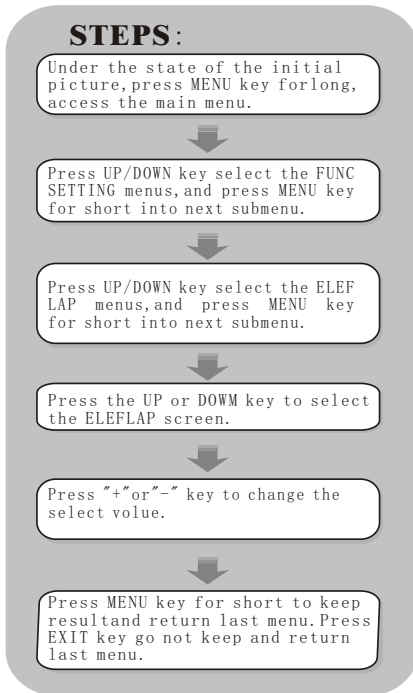 STEPS:
Under the state of the initial
picture, press MENU key forlong,
access the main menu.
Press UP/DOWN key select the FUNC
SETTING menus, and press MENU key
for short into next submenu.
Press UP/DOWN key select the ELEF
LAP menus, and press MENU key
for short into next submenu.
Press the UP or DOWM key to select
the ELEFLAP screen.
Press "+"or"-" key to change the
select volue.
Press MENU key for short to keep
resultand return last menu. Press
EXIT key go not keep and return
last menu.